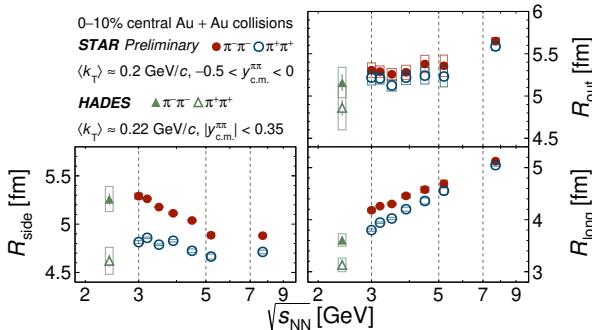 0–10% central Au + Au collisions
STAR Preliminary π⁻π⁻ π⁺π⁺
⟨k_T⟩ ≈ 0.2 GeV/c, –0.5 < y^ππ_c.m. < 0
HADES π⁻π⁻ π⁺π⁺
⟨k_T⟩ ≈ 0.22 GeV/c, |y^ππ_c.m.| < 0.35
6
5.5
5
4.5
R_out [fm]
R_side [fm]
5.5
5
4.5
5
4
3
R_long [fm]
2 3 4 5 7 9
2 3 4 5 7 9
√s_NN [GeV]